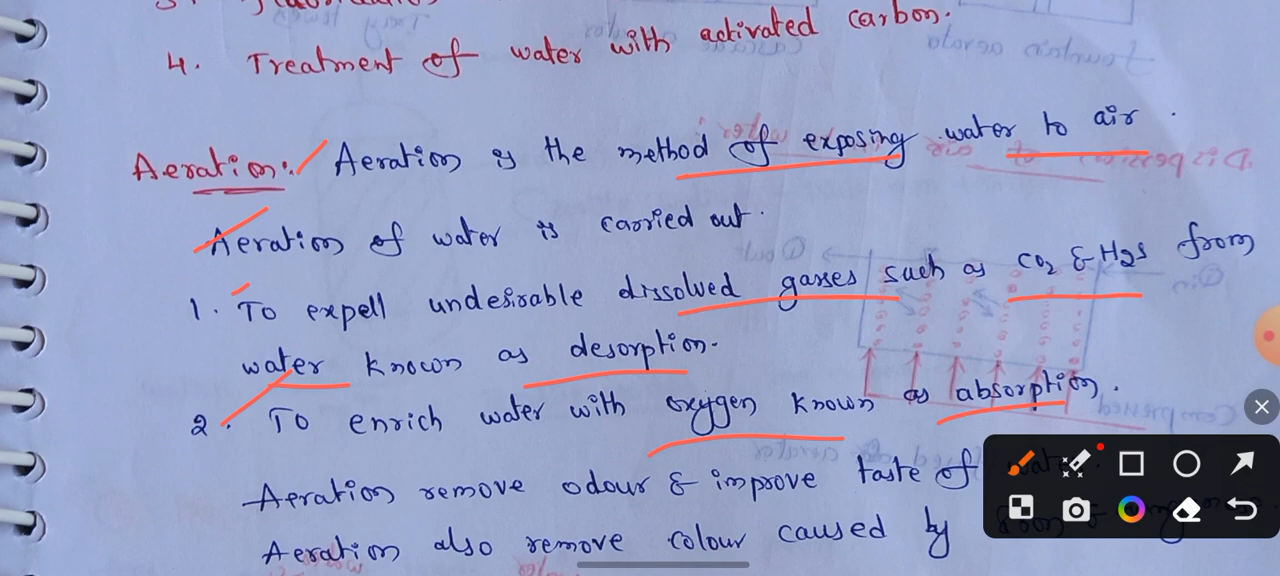 4. Treatment of water with activated carbon.
Aeration: Aeration is the method of exposing water to air.
Aeration of water is carried out.
1. To expell undesirable dissolved gasses such as CO2 & H2S from
water known as desorption.
2. To enrich water with oxygen known as absorption.
Aeration remove odour & improve taste of water.
Aeration also remove colour caused by